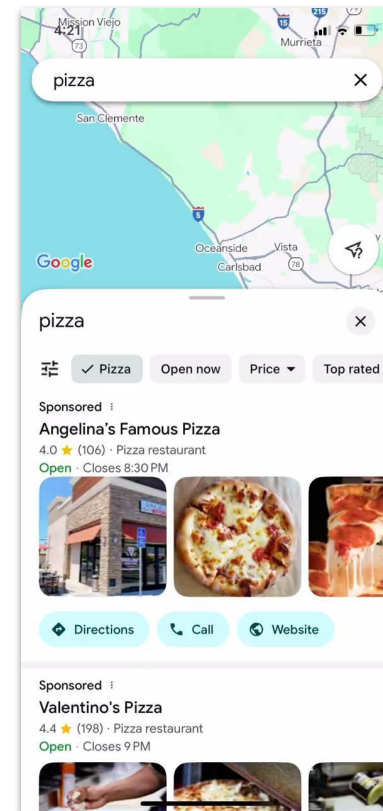 Mission Viejo
4:21
73
15
215
Murrieta
pizza
San Clemente
5
Oceanside
Vista
Carlsbad
78
Google
pizza
Pizza
Open now
Price
Top rated
Sponsored
Angelina's Famous Pizza
4.0 ★ (106) · Pizza restaurant
Open · Closes 8:30 PM
Directions
Call
Website
Sponsored
Valentino's Pizza
4.4 ★ (198) · Pizza restaurant
Open · Closes 9 PM